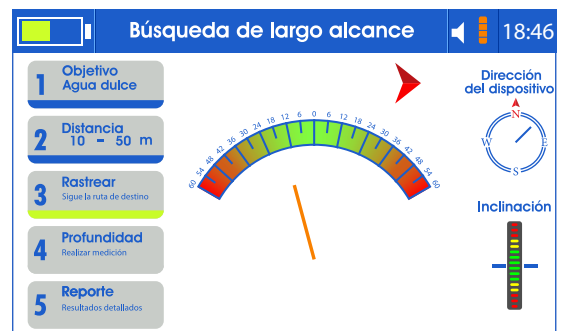 Búsqueda de largo alcance
18:46
1 Objetivo
Agua dulce
2 Distancia
10 - 50 m
3 Rastrear
Sigue la ruta de destino
4 Profundidad
Realizar medición
5 Reporte
Resultados detallados
60 54 48 42 36 30 24 18 12 6 0 6 12 18 24 30 36 42 48 54 60
Dirección
del dispositivo
N
W E
S
Inclinación